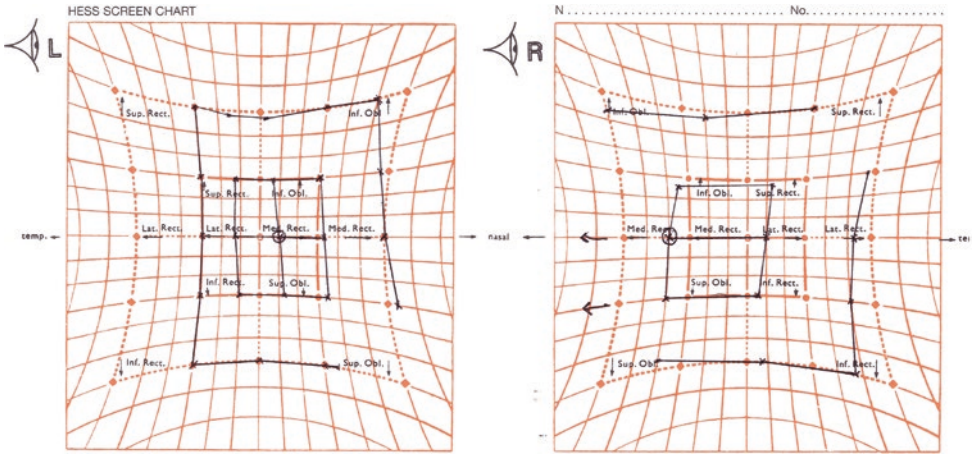 HESS SCREEN CHART
N No.
L
R
Sup. Rect. Inf. Obl.
Inf. Obl Sup. Rect.
Sup. Rect. Inf. Obl.
Inf. Obl. Sup. Rect.
temp. Lat. Rect. Lat. Rect. Med. Rect. Med. Rect. nasal
Med. Rect. Med. Rect. Lat. Rect. Lat. Rect.
Inf. Rect. Sup. Obl.
Sup. Obl Inf. Rect.
Inf. Rect. Sup. Obl.
Sup. Obl. Inf. Rect.